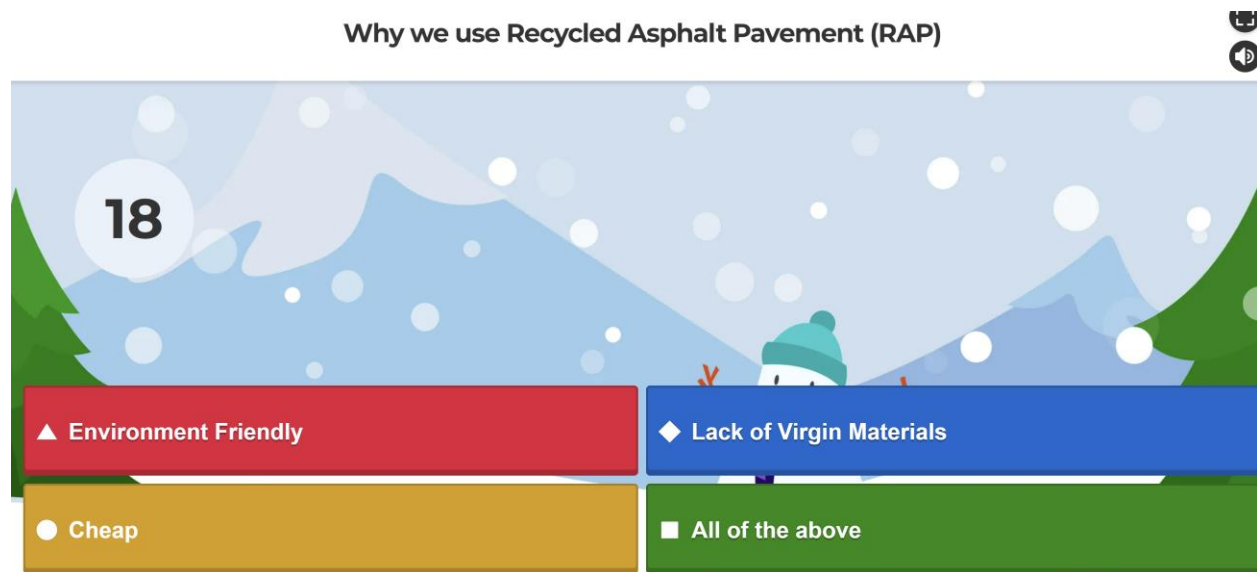 Why we use Recycled Asphalt Pavement (RAP)
18
Environment Friendly
Lack of Virgin Materials
Cheap
All of the above